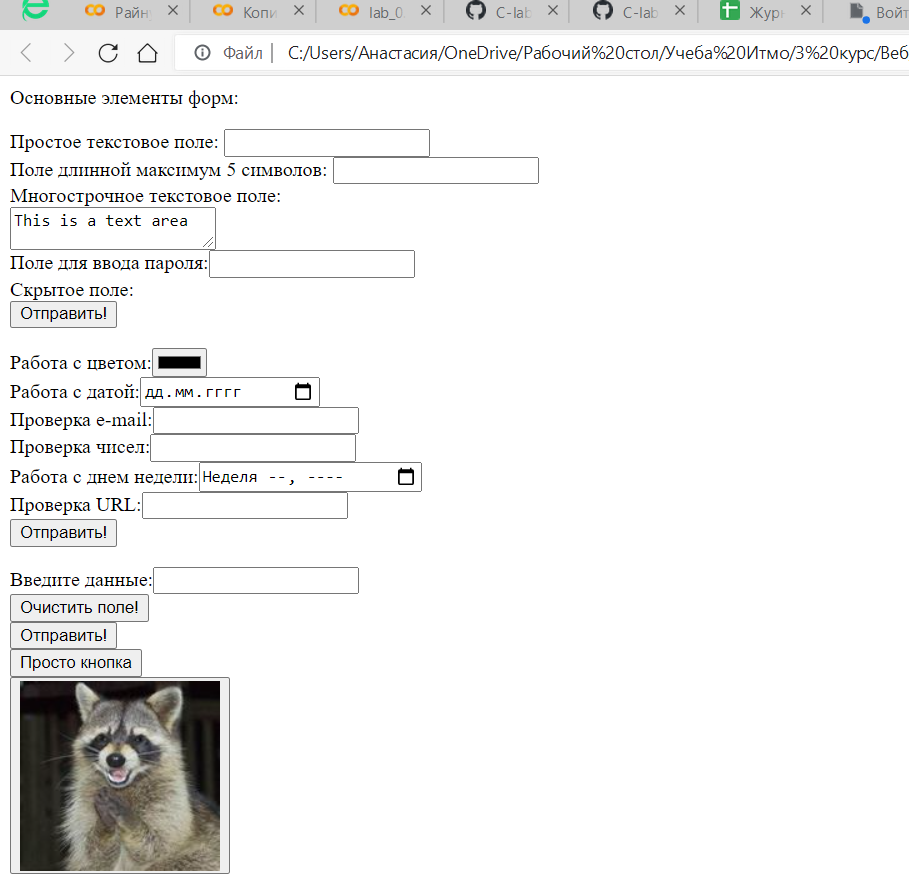 Райн
Копи
lab_0
C-lab
C-lab
Журн
Войт
Файл | C:/Users/Анастасия/OneDrive/Рабочий%20стол/Учеба%20Итмо/3%20курс/Веб
Основные элементы форм:
Простое текстовое поле:
Поле длинной максимум 5 символов:
Многострочное текстовое поле:
This is a text area
Поле для ввода пароля:
Скрытое поле:
Отправить!
Работа с цветом:
Работа с датой: дд.мм.гггг
Проверка e-mail:
Проверка чисел:
Работа с днем недели: Неделя --, ----
Проверка URL:
Отправить!
Введите данные:
Очистить поле!
Отправить!
Просто кнопка